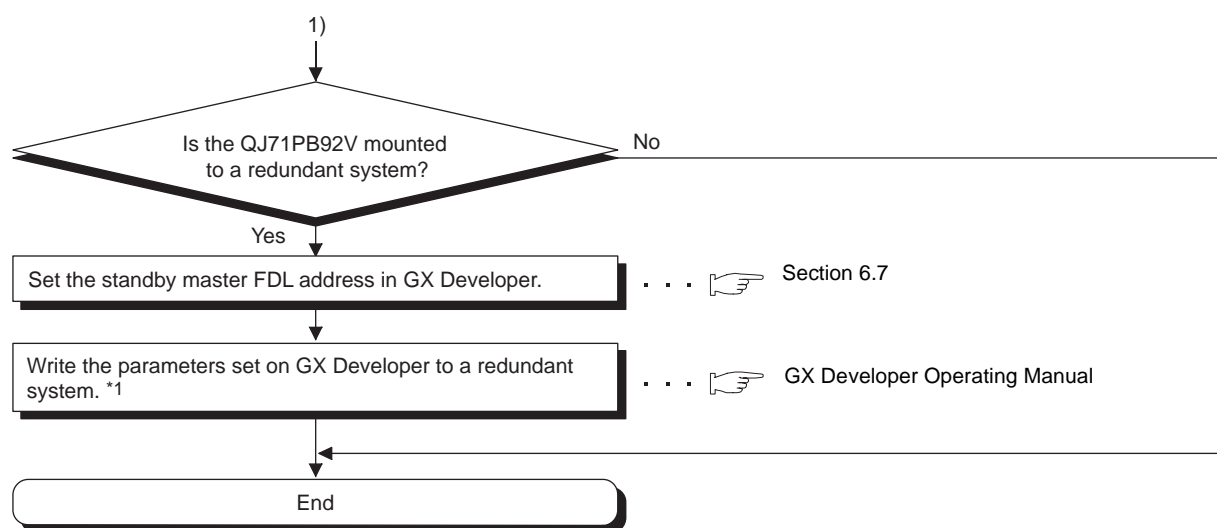 1)
Is the QJ71PB92V mounted
to a redundant system?
No
Yes
Set the standby master FDL address in GX Developer.
Section 6.7
Write the parameters set on GX Developer to a redundant
system. *1
GX Developer Operating Manual
End